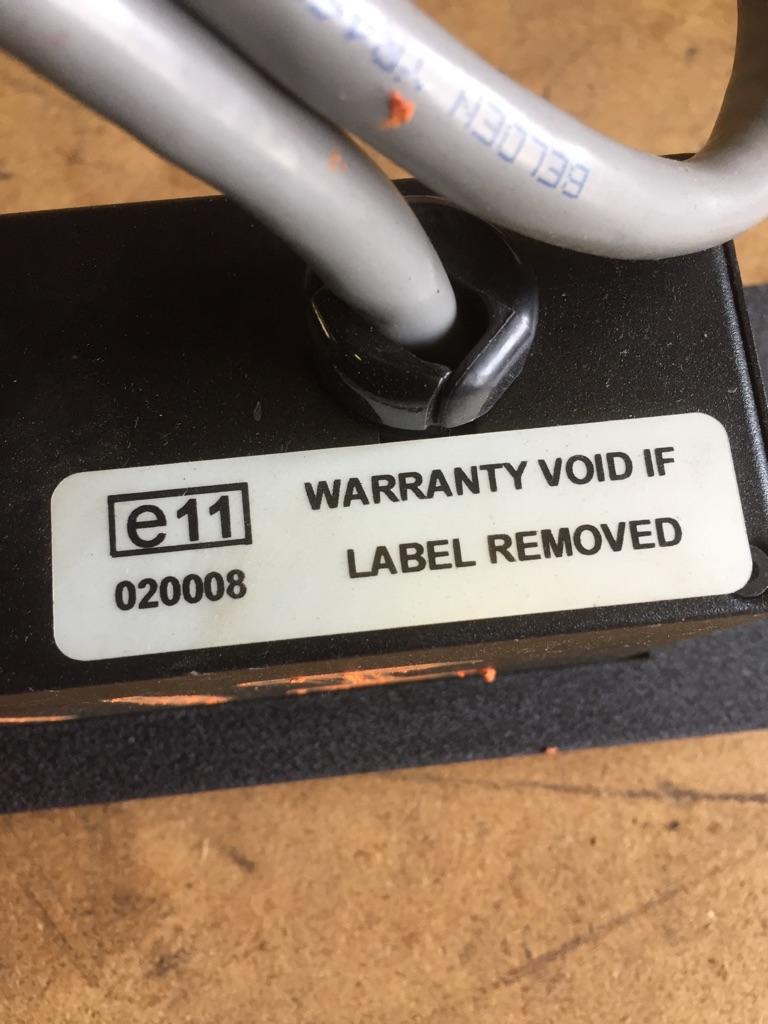 BELDEN
e11
020008
WARRANTY VOID IF
LABEL REMOVED